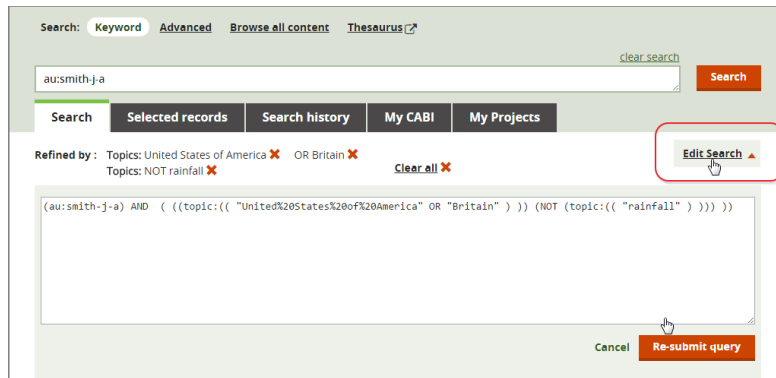 Search: Keyword Advanced Browse all content Thesaurus
clear search
au:smith-j-a
Search
Search Selected records Search history My CABI My Projects
Refined by : Topics: United States of America OR Britain
Topics: NOT rainfall Clear all
Edit Search
(au:smith-j-a) AND ( ((topic:(( "United%20States%20of%20America" OR "Britain" ) )) (NOT (topic:(( "rainfall" ) ))) ))
Cancel Re-submit query